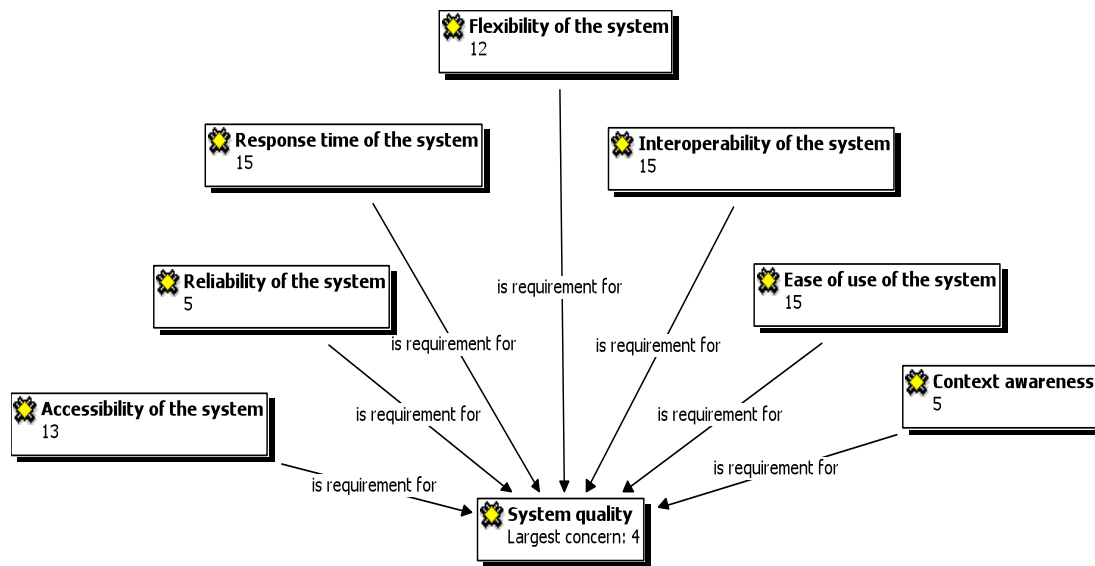 Flexibility of the system
12
Response time of the system
15
Interoperability of the system
15
Reliability of the system
5
is requirement for
Ease of use of the system
15
is requirement for
is requirement for
Accessibility of the system
13
is requirement for
is requirement for
Context awareness
5
is requirement for
is requirement for
System quality
Largest concern: 4